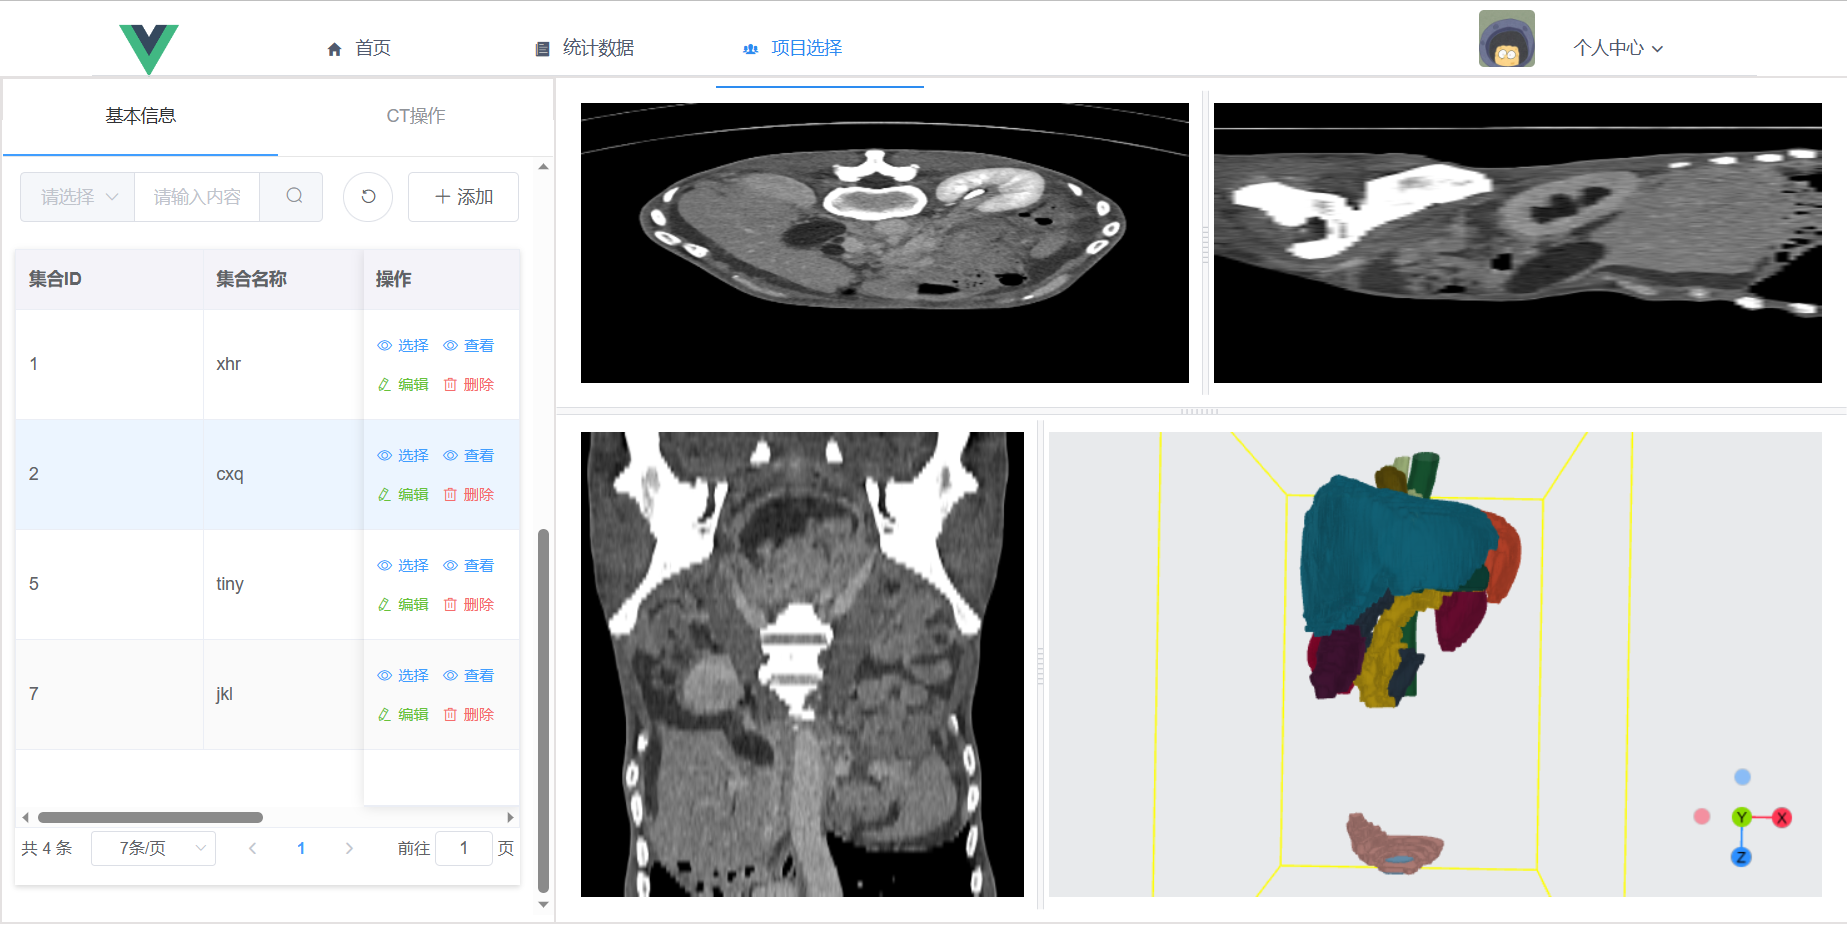 首页
统计数据
项目选择
个人中心
基本信息
CT操作
请选择
请输入内容
添加
集合ID 集合名称 操作
1 xhr 选择 查看
编辑 删除
2 cxq 选择 查看
编辑 删除
5 tiny 选择 查看
编辑 删除
7 jkl 选择 查看
编辑 删除
共 4 条 7条/页 1 前往 1 页
Y X
Z